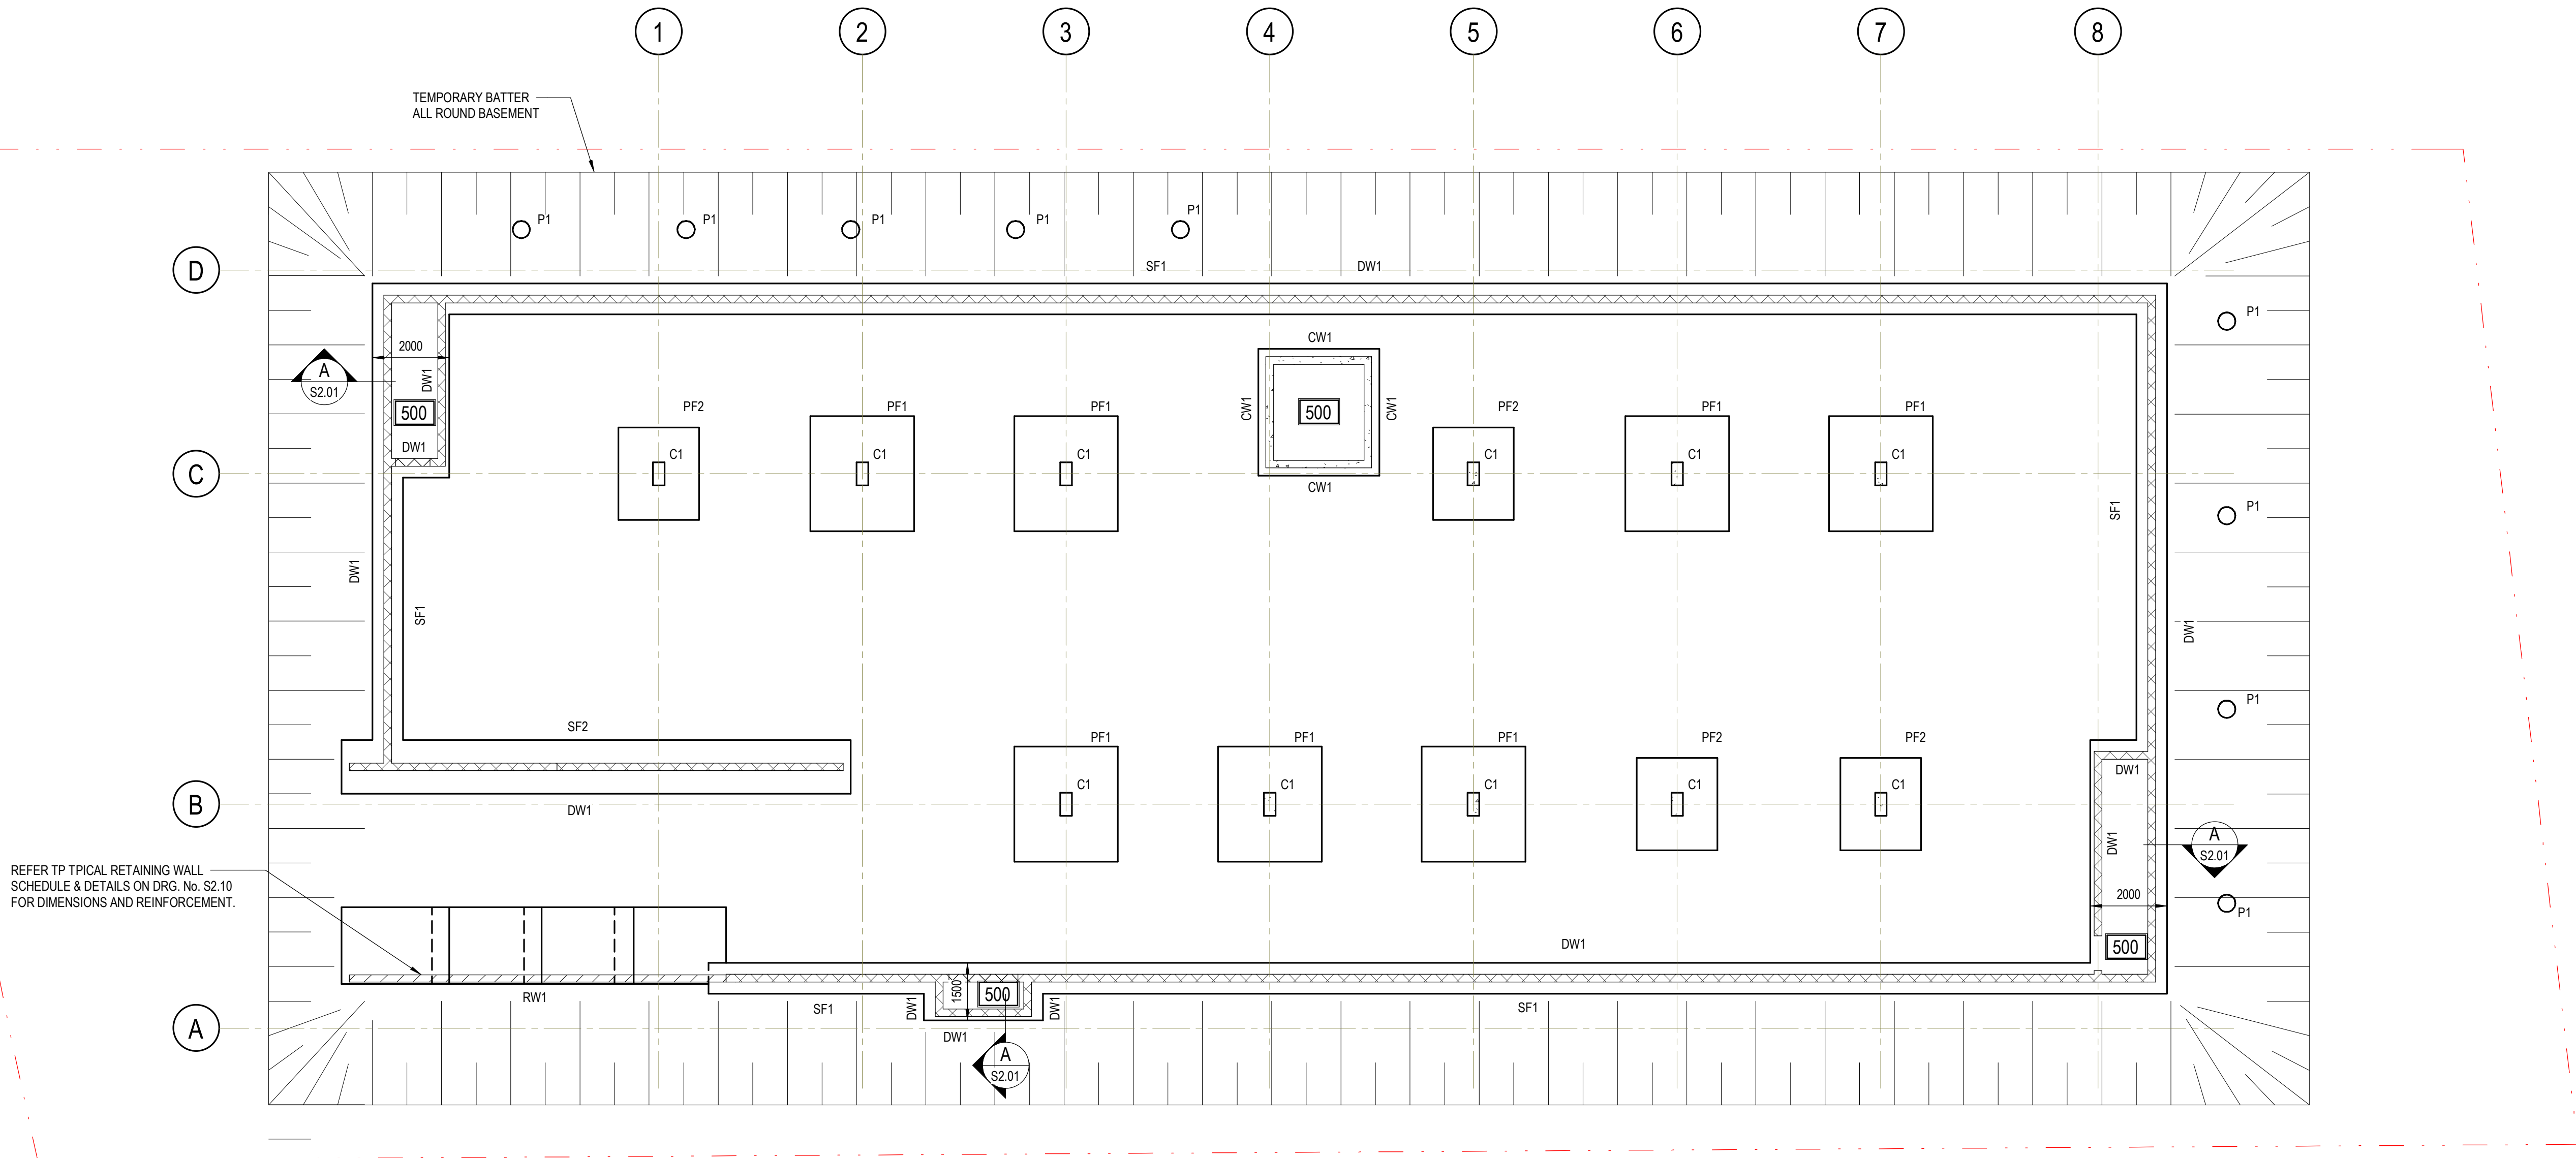 1
2
3
4
5
6
7
8
TEMPORARY BATTER
ALL ROUND BASEMENT
P1
P1
P1
P1
P1
D
SF1
DW1
P1
CW1
2000
A
S2.01
DW1
500
DW1
CW1
500
CW1
CW1
PF2
PF1
PF1
PF2
PF1
PF1
C
C1
C1
C1
C1
C1
C1
SF1
P1
DW1
SF1
DW1
P1
SF2
PF1
PF1
PF1
PF2
PF2
C1
C1
C1
C1
C1
B
DW1
DW1
DW1
A
S2.01
2000
P1
REFER TP TPICAL RETAINING WALL
SCHEDULE & DETAILS ON DRG. No. S2.10
FOR DIMENSIONS AND REINFORCEMENT.
DW1
500
RW1
SF1
DW1
1500
500
DW1
SF1
A
DW1
A
S2.01